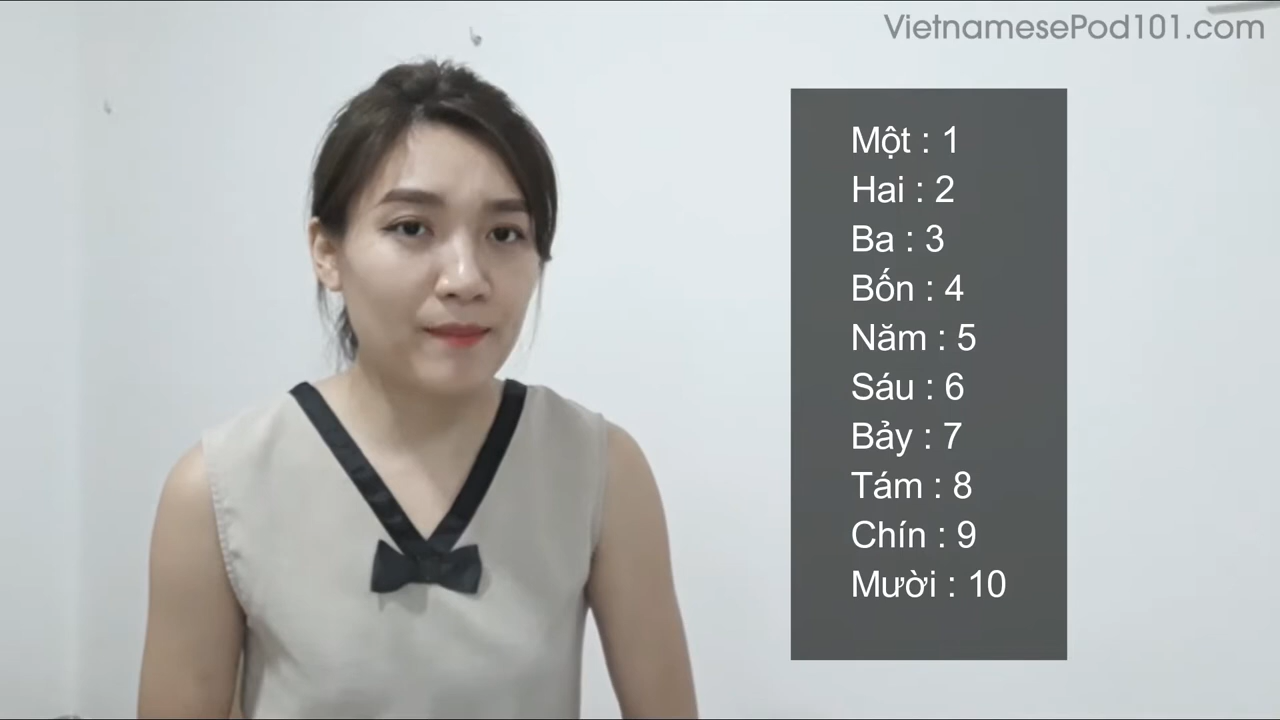 VietnamesePod101.com
Một : 1
Hai : 2
Ba : 3
Bốn : 4
Năm : 5
Sáu : 6
Bảy : 7
Tám : 8
Chín : 9
Mười : 10